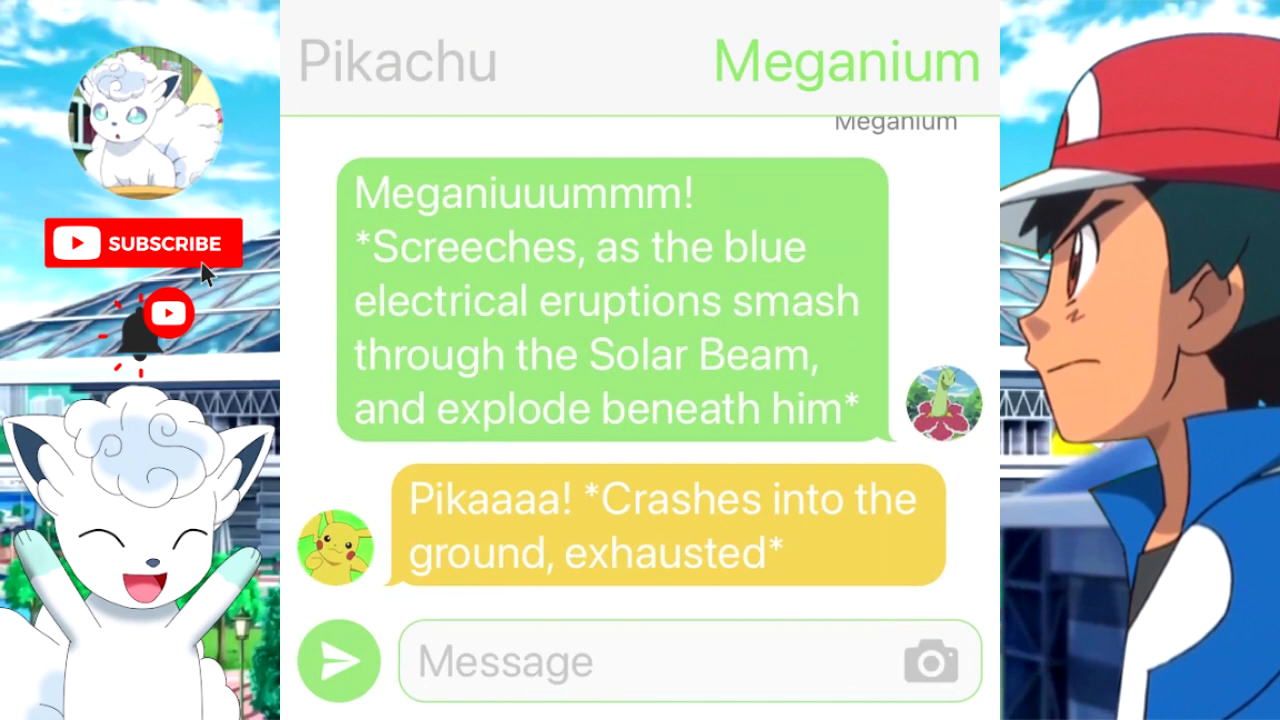 Pikachu
Meganium
Meganium
Meganiuuummm!
*Screeches, as the blue
electrical eruptions smash
through the Solar Beam,
and explode beneath him*
SUBSCRIBE
Pikaaaa! *Crashes into the
ground, exhausted*
Message